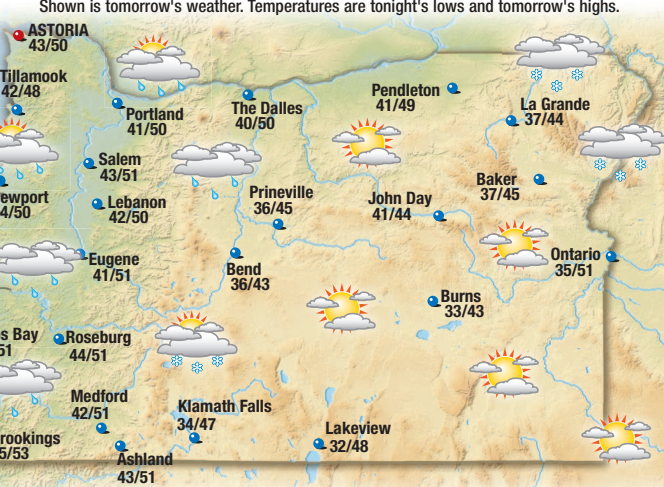 Shown is tomorrow's weather. Temperatures are tonight's lows and tomorrow's highs.
ASTORIA
43/50
Tillamook
42/48
Portland
41/50
The Dalles
40/50
Pendleton
41/49
La Grande
37/44
Salem
43/51
ewport
4/50
Lebanon
42/50
Prineville
36/45
John Day
41/44
Baker
37/45
Eugene
41/51
Bend
36/43
Ontario
35/51
Burns
33/43
s Bay
51
Roseburg
44/51
Medford
42/51
Klamath Falls
34/47
Lakeview
32/48
rookings
5/53
Ashland
43/51